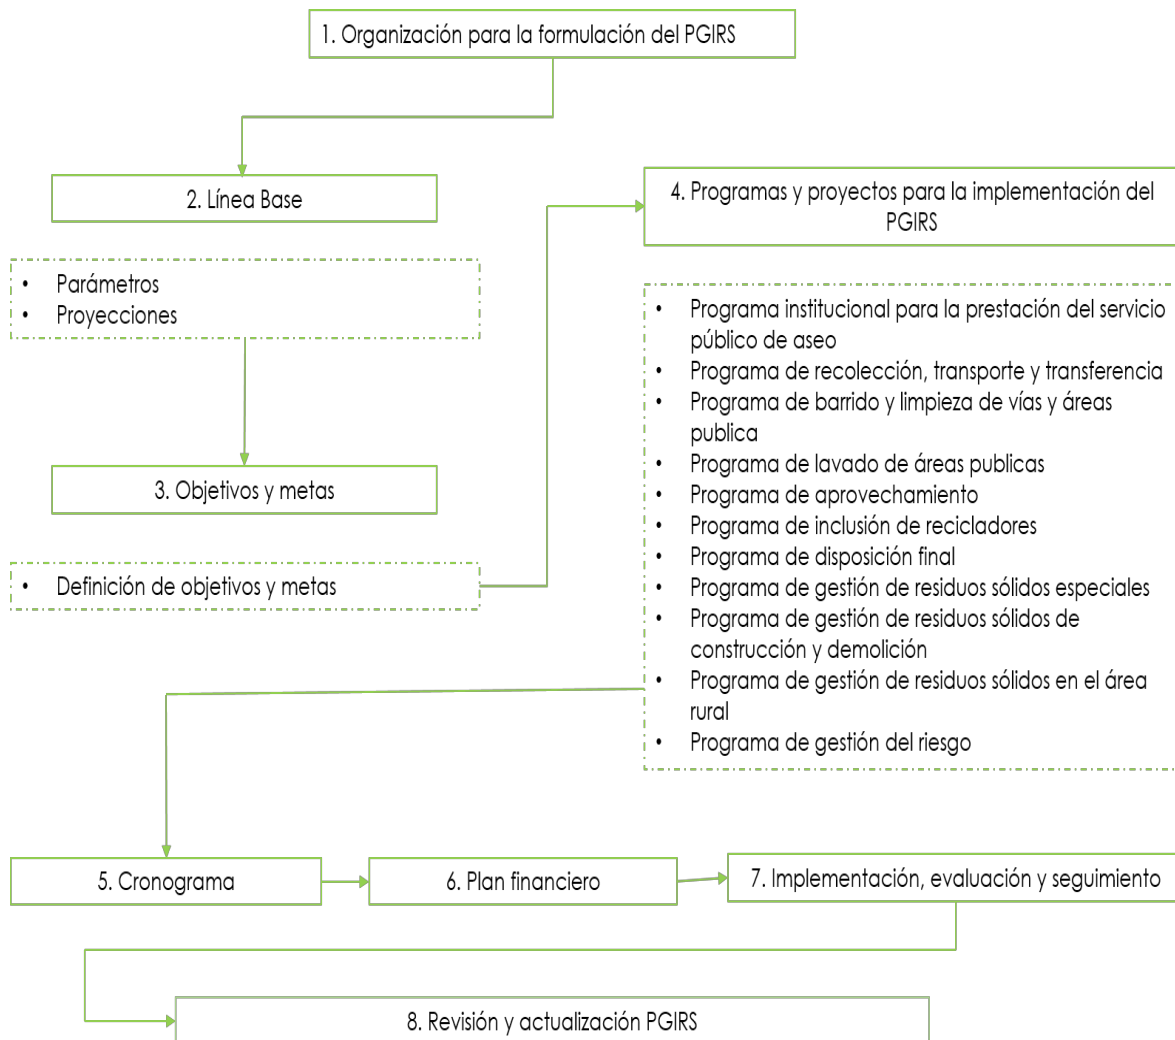 1. Organización para la formulación del PGIRS
2. Línea Base
• Parámetros
• Proyecciones
3. Objetivos y metas
• Definición de objetivos y metas
4. Programas y proyectos para la implementación del
PGIRS
• Programa institucional para la prestación del servicio
público de aseo
• Programa de recolección, transporte y transferencia
• Programa de barrido y limpieza de vías y áreas
publica
• Programa de lavado de áreas publicas
• Programa de aprovechamiento
• Programa de inclusión de recicladores
• Programa de disposición final
• Programa de gestión de residuos sólidos especiales
• Programa de gestión de residuos sólidos de
construcción y demolición
• Programa de gestión de residuos sólidos en el área
rural
• Programa de gestión del riesgo
5. Cronograma
6. Plan financiero
7. Implementación, evaluación y seguimiento
8. Revisión y actualización PGIRS